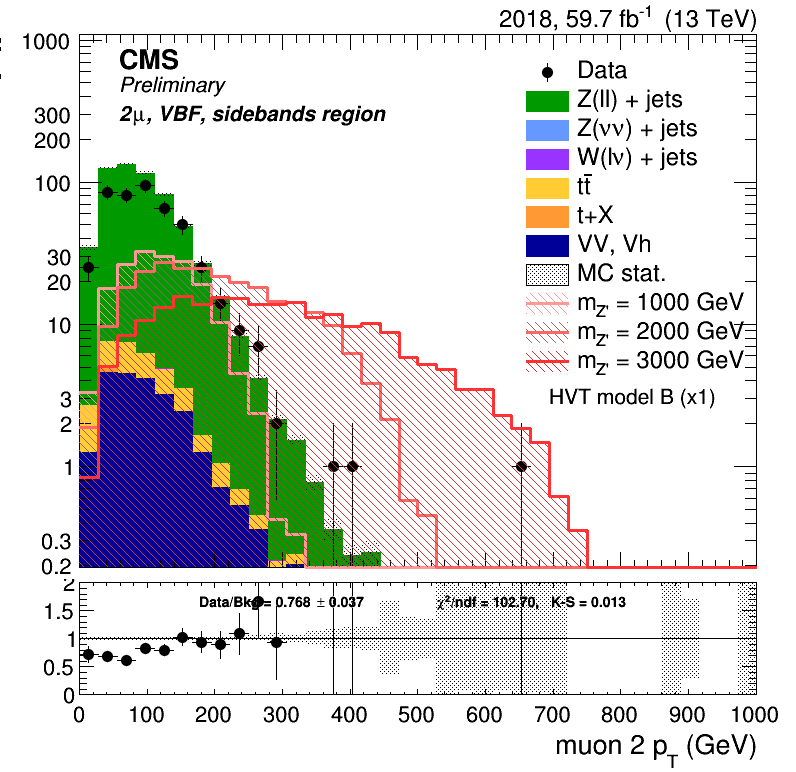 2018, 59.7 fb⁻¹ (13 TeV)
CMS
Preliminary
2μ, VBF, sidebands region
Data
Z(ll) + jets
Z(νν) + jets
W(lν) + jets
tt̄
t+X
VV, Vh
MC stat.
m_Z' = 1000 GeV
m_Z' = 2000 GeV
m_Z' = 3000 GeV
HVT model B (x1)
1000
300
200
100
30
20
10
3
2
1
0.3
0.2
Data/Bkg = 0.768 ± 0.037
χ²/ndf = 102.70, K-S = 0.013
2
1.5
1
0.5
0
0 100 200 300 400 500 600 700 800 900 1000
muon 2 p_T (GeV)